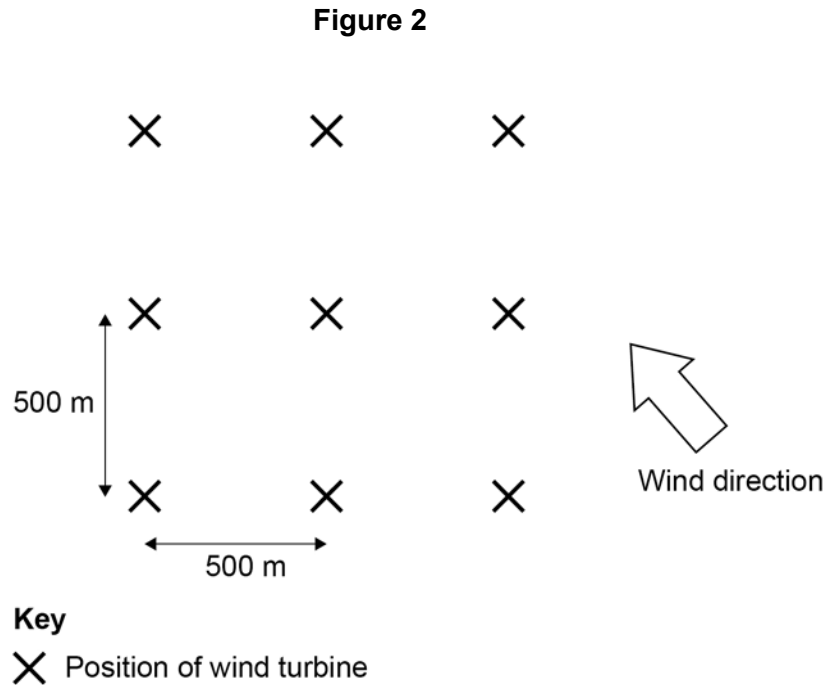 Figure 2
500 m
Wind direction
500 m
Key
Position of wind turbine